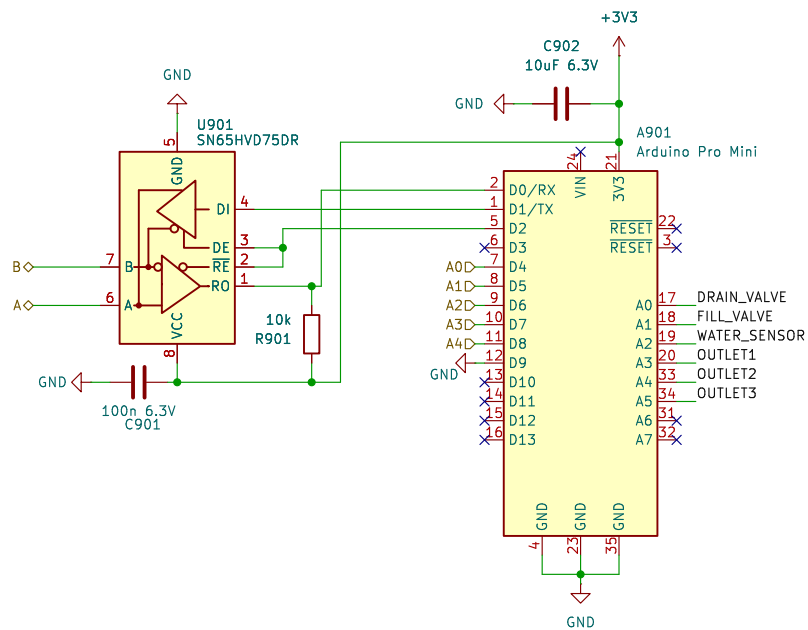 +3V3
C902
10uF 6.3V
GND
GND
U901
SN65HVD75DR
A901
Arduino Pro Mini
5
GND
24
21
VIN
3V3
2
D0/RX
DI
4
1
D1/TX
5
D2
RESET
22
DE
3
6
D3
RESET
3
B
7
B
RE
2
A0
7
D4
RO
1
A1
8
D5
A
6
A
A2
9
D6
A0
17
DRAIN_VALVE
10k
R901
VCC
A3
10
D7
A1
18
FILL_VALVE
A4
11
D8
A2
19
WATER_SENSOR
8
GND
12
D9
A3
20
OUTLET1
GND
13
D10
A4
33
OUTLET2
100n 6.3V
C901
14
D11
A5
34
OUTLET3
15
D12
A6
31
16
D13
A7
32
GND
GND
GND
4
23
35
GND